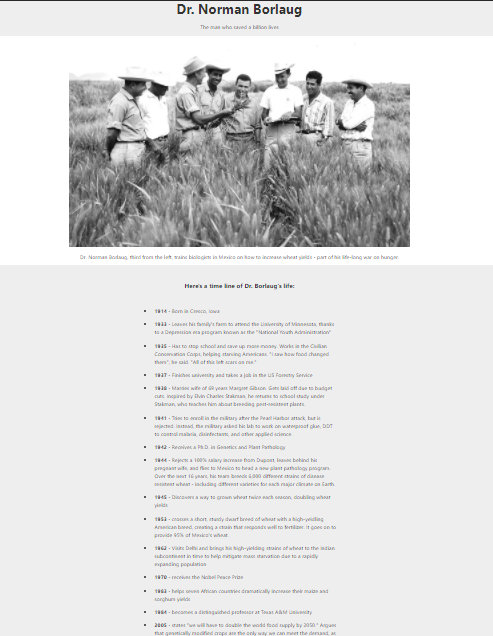 Dr. Norman Borlaug
The man who saved a billion lives
Dr. Norman Borlaug, third from the left, trains biologists in Mexico on how to increase wheat yields - part of his life-long war on hunger.
Here's a time line of Dr. Borlaug's life:
1914 - Born in Cresco, Iowa
1933 - Leaves his family's farm to attend the University of Minnesota, thanks
to a Depression era program known as the "National Youth Administration"
1935 - Has to stop school and save up more money. Works in the Civilian
Conservation Corps, helping starving Americans. "I saw how food changed
them", he said. "All of this left scars on me."
1937 - Finishes university and takes a job in the US Forestry Service
1938 - Marries wife of 69 years Margret Gibson. Gets laid off due to budget
cuts. Inspired by Elvin Charles Stakman, he returns to school study under
Stakman, who teaches him about breeding pest-resistent plants.
1941 - Tries to enroll in the military after the Pearl Harbor attack, but is
rejected. Instead, the military asked his lab to work on waterproof glue, DDT
to control malaria, disinfectants, and other applied science.
1942 - Receives a Ph.D. in Genetics and Plant Pathology
1944 - Rejects a 100% salary increase from Dupont, leaves behind his
pregnant wife, and flies to Mexico to head a new plant pathology program.
Over the next 16 years, his team breeds 6,000 different strains of disease
resistent wheat - including different varieties for each major climate on Earth.
1945 - Discovers a way to grown wheat twice each season, doubling wheat
yields
1953 - crosses a short, sturdy dwarf breed of wheat with a high-yeidling
American breed, creating a strain that responds well to fertilizer. It goes on to
provide 95% of Mexico's wheat.
1962 - Visits Delhi and brings his high-yielding strains of wheat to the Indian
subcontinent in time to help mitigate mass starvation due to a rapidly
expanding population
1970 - receives the Nobel Peace Prize
1983 - helps seven African countries dramatically increase their maize and
sorghum yields
1984 - becomes a distinguished professor at Texas A&M University
2005 - states "we will have to double the world food supply by 2050." Argues
that genetically modified crops are the only way we can meet the demand, as